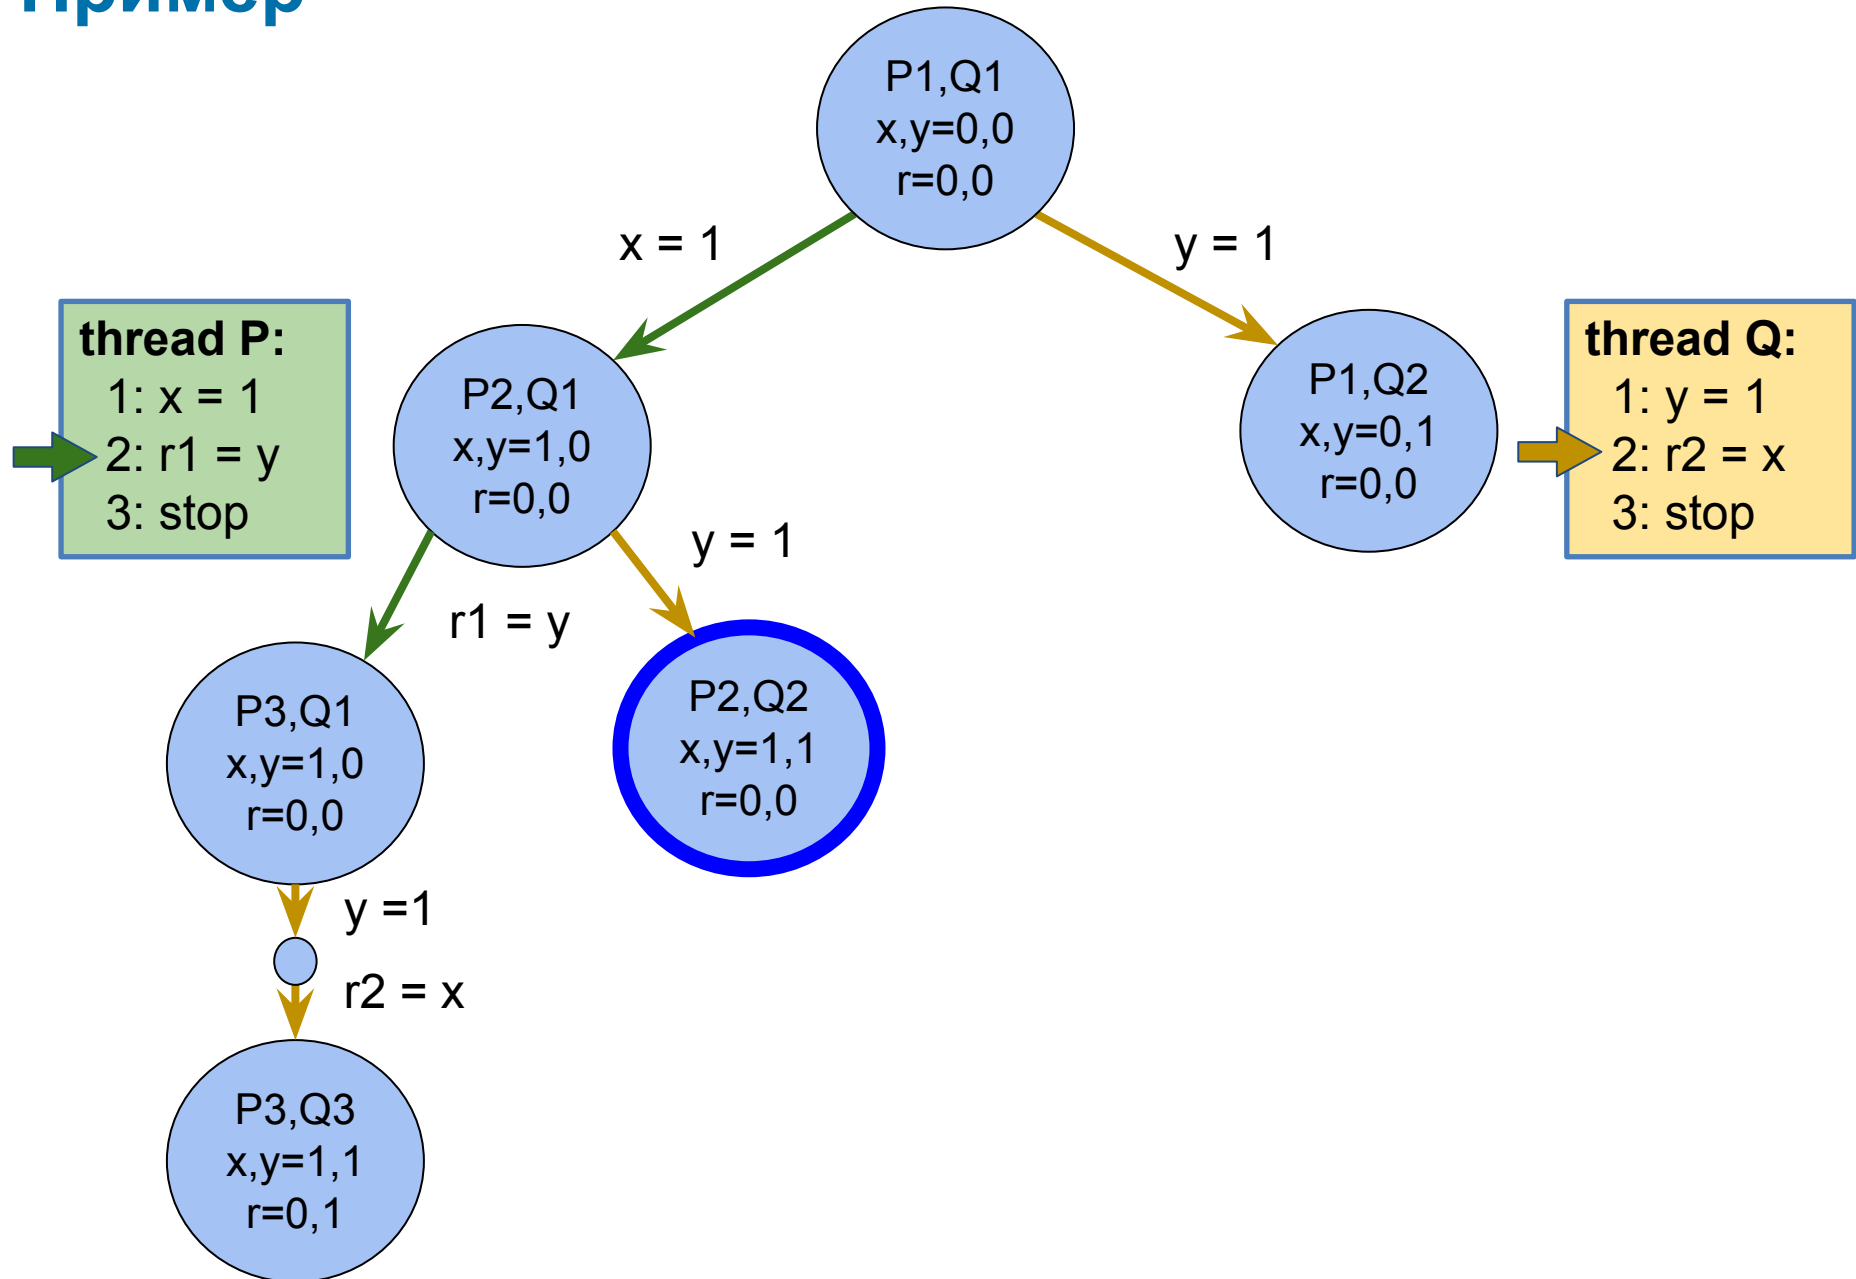 Пример
P1,Q1
x,y=0,0
r=0,0
x = 1
y = 1
thread P:
1: x = 1
2: r1 = y
3: stop
P2,Q1
x,y=1,0
r=0,0
P1,Q2
x,y=0,1
r=0,0
thread Q:
1: y = 1
2: r2 = x
3: stop
y = 1
r1 = y
P3,Q1
x,y=1,0
r=0,0
P2,Q2
x,y=1,1
r=0,0
y =1
r2 = x
P3,Q3
x,y=1,1
r=0,1